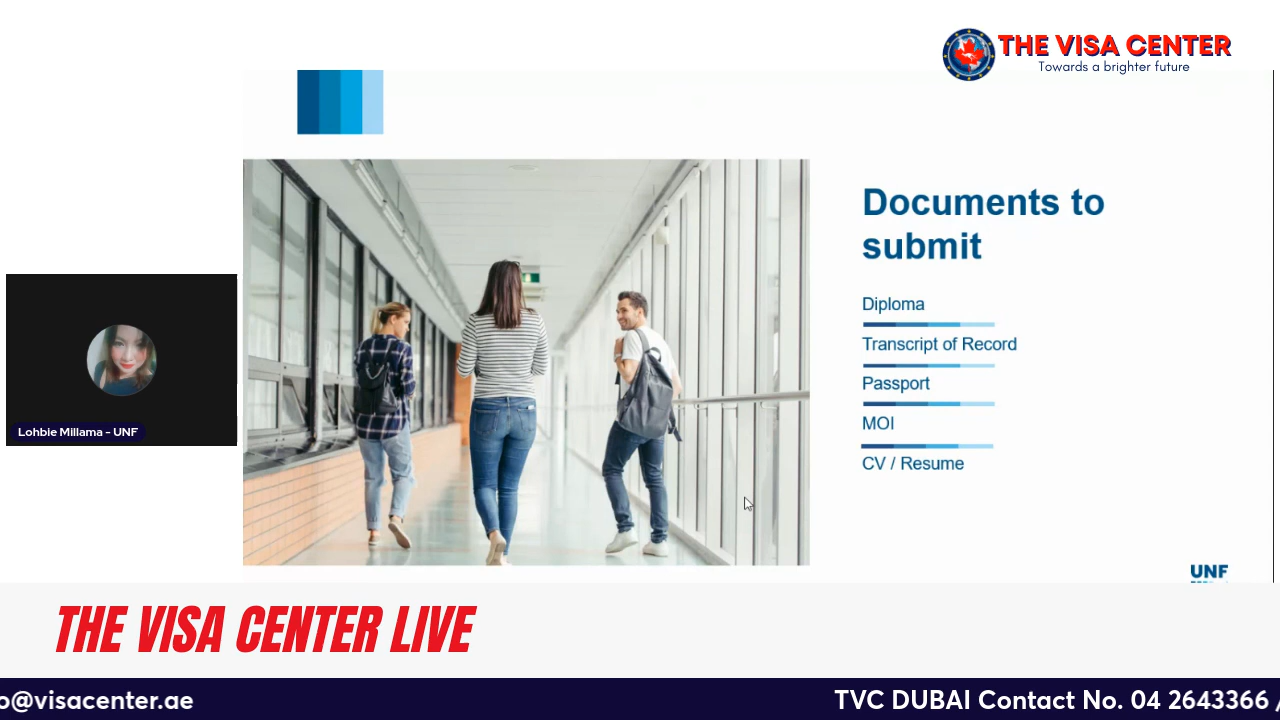 THE VISA CENTER
Towards a brighter future
Documents to
submit
Diploma
Transcript of Record
Passport
MOI
CV / Resume
Lohbie Millama - UNF
UNF
THE VISA CENTER LIVE
o@visacenter.ae
TVC DUBAI Contact No. 04 2643366 /